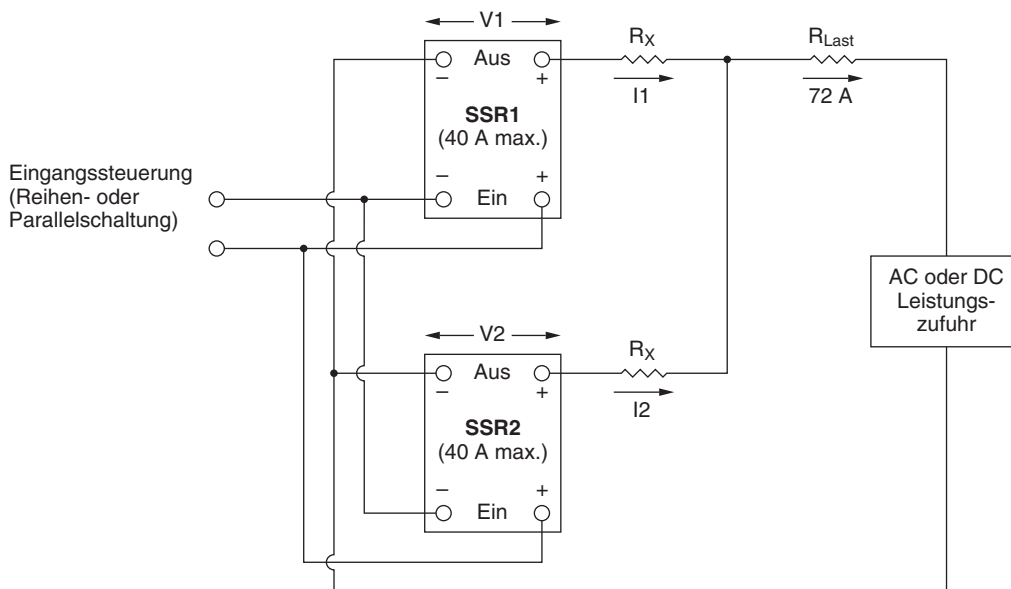 V1
Aus
– +
SSR1
(40 A max.)
– +
Ein
R_X
I1
R_Last
72 A
Eingangssteuerung
(Reihen- oder
Parallelschaltung)
AC oder DC
Leistungs-
zufuhr
V2
Aus
– +
SSR2
(40 A max.)
– +
Ein
R_X
I2